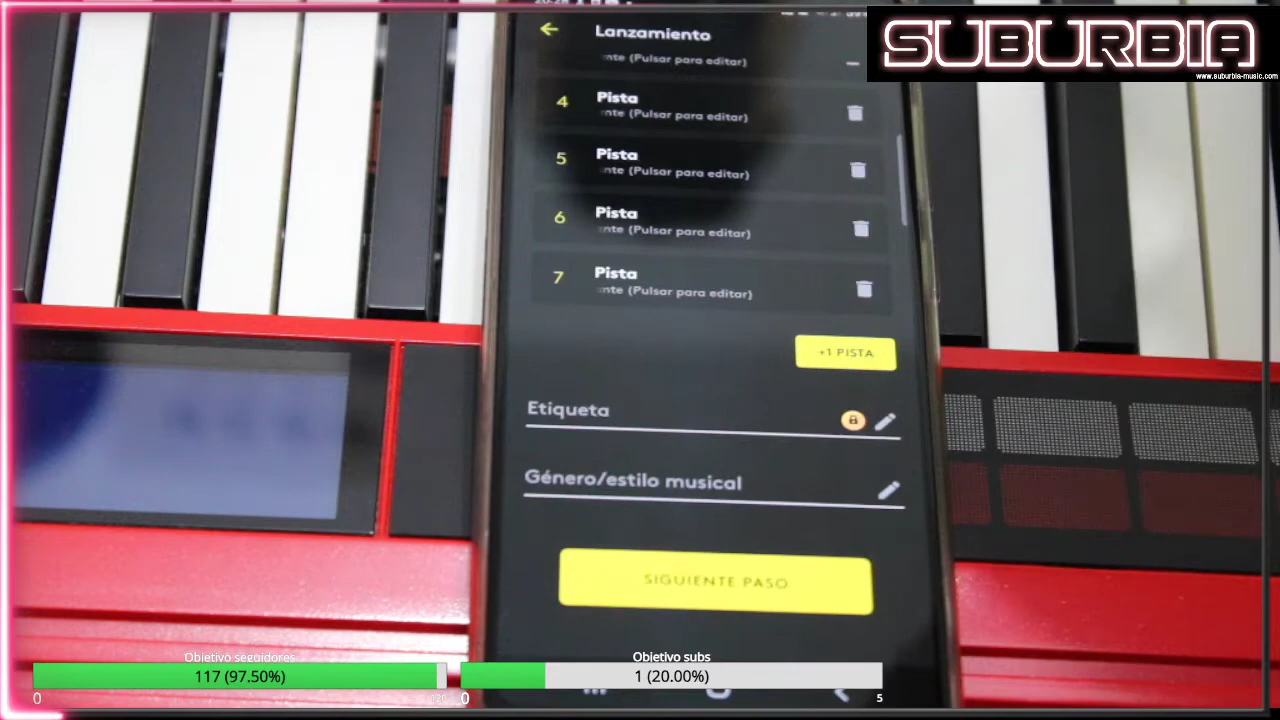 SUBURBIA
www.suburbia-music.com
Lanzamiento
(Pulsar para editar)
4 Pista
(Pulsar para editar)
5 Pista
(Pulsar para editar)
6 Pista
(Pulsar para editar)
7 Pista
(Pulsar para editar)
+1 PISTA
Etiqueta
Género/estilo musical
SIGUIENTE PASO
Objetivo seguidores
117 (97.50%)
0 120
Objetivo subs
1 (20.00%)
0 5